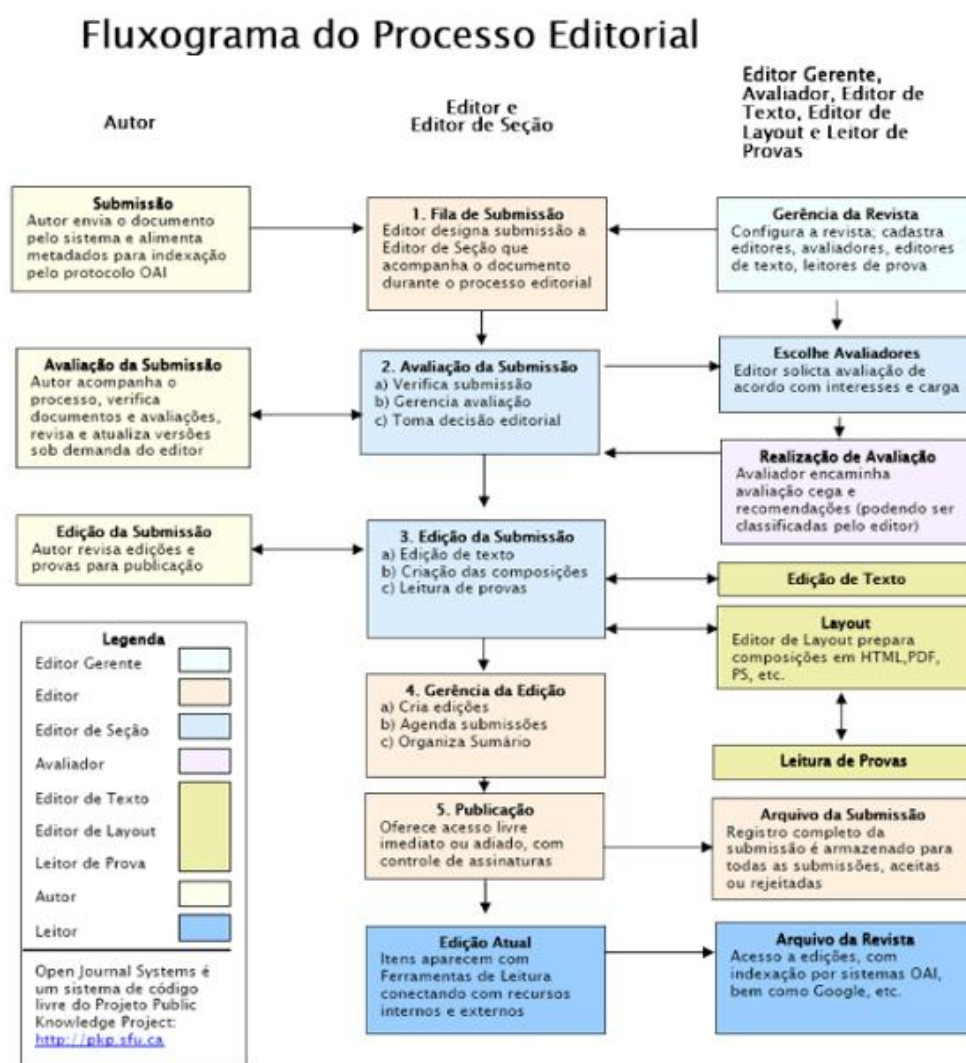 Fluxograma do Processo Editorial
Autor
Editor e
Editor de Seção
Editor Gerente,
Avaliador, Editor de
Texto, Editor de
Layout e Leitor de
Provas
Submissão
Autor envia o documento
pelo sistema e alimenta
metadados para indexação
pelo protocolo OAI
1. Fila de Submissão
Editor designa submissão a
Editor de Seção que
acompanha o documento
durante o processo editorial
Gerência da Revista
Configura a revista; cadastra
editores, avaliadores, editores
de texto, leitores de prova
Avaliação da Submissão
Autor acompanha o
processo, verifica
documentos e avaliações,
revisa e atualiza versões
sob demanda do editor
2. Avaliação da Submissão
a) Verifica submissão
b) Gerencia avaliação
c) Toma decisão editorial
Escolhe Avaliadores
Editor solicta avaliação de
acordo com interesses e carga
Realização de Avaliação
Avaliador encaminha
avaliação cega e
recomendações (podendo ser
classificadas pelo editor)
Edição da Submissão
Autor revisa edições e
provas para publicação
3. Edição da Submissão
a) Edição de texto
b) Criação das composições
c) Leitura de provas
Edição de Texto
Layout
Editor de Layout prepara
composições em HTML,PDF,
PS, etc.
Leitura de Provas
4. Gerência da Edição
a) Cria edições
b) Agenda submissões
c) Organiza Sumário
5. Publicação
Oferece acesso livre
imediato ou adiado, com
controle de assinaturas
Arquivo da Submissão
Registro completo da
submissão é armazenado para
todas as submissões, aceitas
ou rejeitadas
Edição Atual
Itens aparecem com
Ferramentas de Leitura
conectando com recursos
internos e externos
Arquivo da Revista
Acesso a edições, com
indexação por sistemas OAI,
bem como Google, etc.
Legenda
Editor Gerente
Editor
Editor de Seção
Avaliador
Editor de Texto
Editor de Layout
Leitor de Prova
Autor
Leitor
Open Journal Systems é
um sistema de código
livre do Projeto Public
Knowledge Project:
http://pkp.sfu.ca